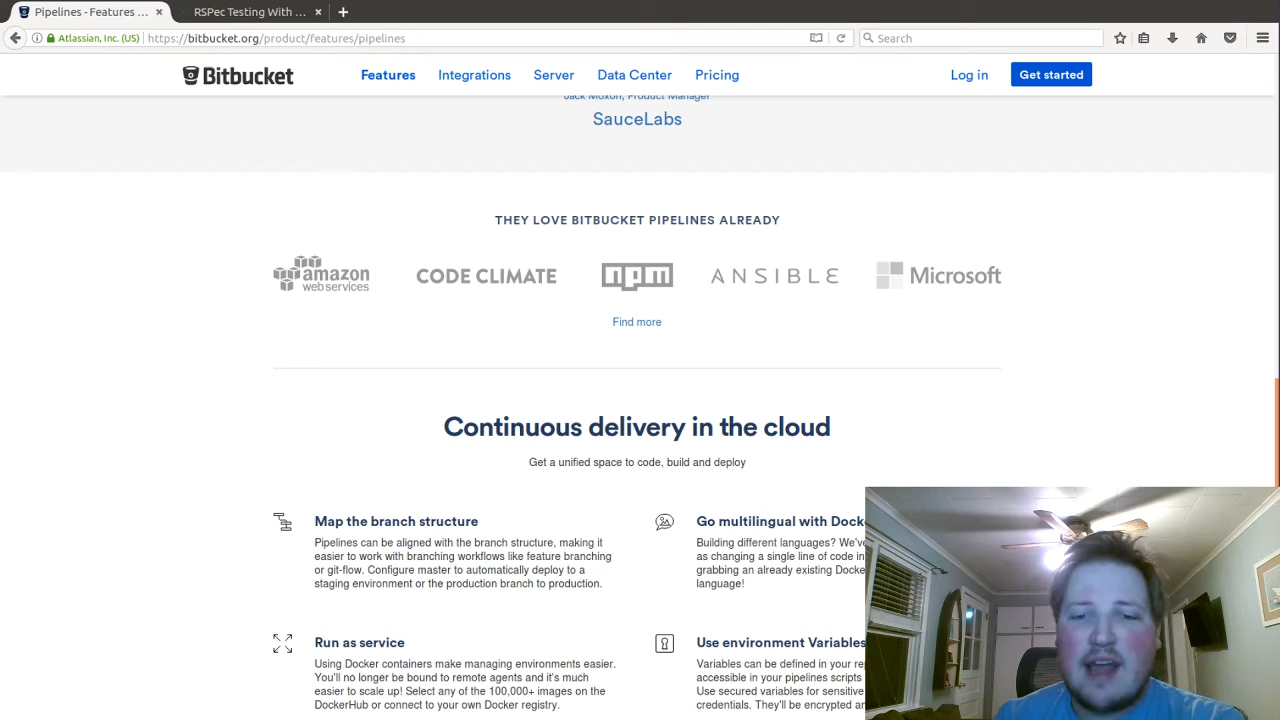 Pipelines - Features ...
RSPec Testing With ...
Atlassian, Inc. (US)
https://bitbucket.org/product/features/pipelines
Search
Bitbucket
Features
Integrations
Server
Data Center
Pricing
Log in
Get started
Jack Moxon, Product Manager
SauceLabs
THEY LOVE BITBUCKET PIPELINES ALREADY
amazon
webservices
CODE CLIMATE
npm
ANSIBLE
Microsoft
Find more
Continuous delivery in the cloud
Get a unified space to code, build and deploy
Map the branch structure
Pipelines can be aligned with the branch structure, making it
easier to work with branching workflows like feature branching
or git-flow. Configure master to automatically deploy to a
staging environment or the production branch to production.
Go multilingual with Dock
Building different languages? We've
as changing a single line of code in
grabbing an already existing Docke
language!
Run as service
Using Docker containers make managing environments easier.
You'll no longer be bound to remote agents and it's much
easier to scale up! Select any of the 100,000+ images on the
DockerHub or connect to your own Docker registry.
Use environment Variables
Variables can be defined in your re
accessible in your pipelines scripts
Use secured variables for sensitive
credentials. They'll be encrypted an